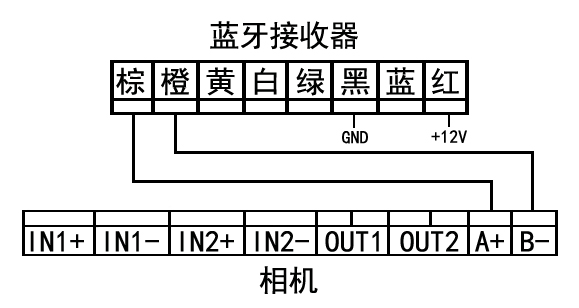 蓝牙接收器
棕 橙 黄 白 绿 黑 蓝 红
GND +12V
IN1+ IN1- IN2+ IN2- OUT1 OUT2 A+ B-
相机